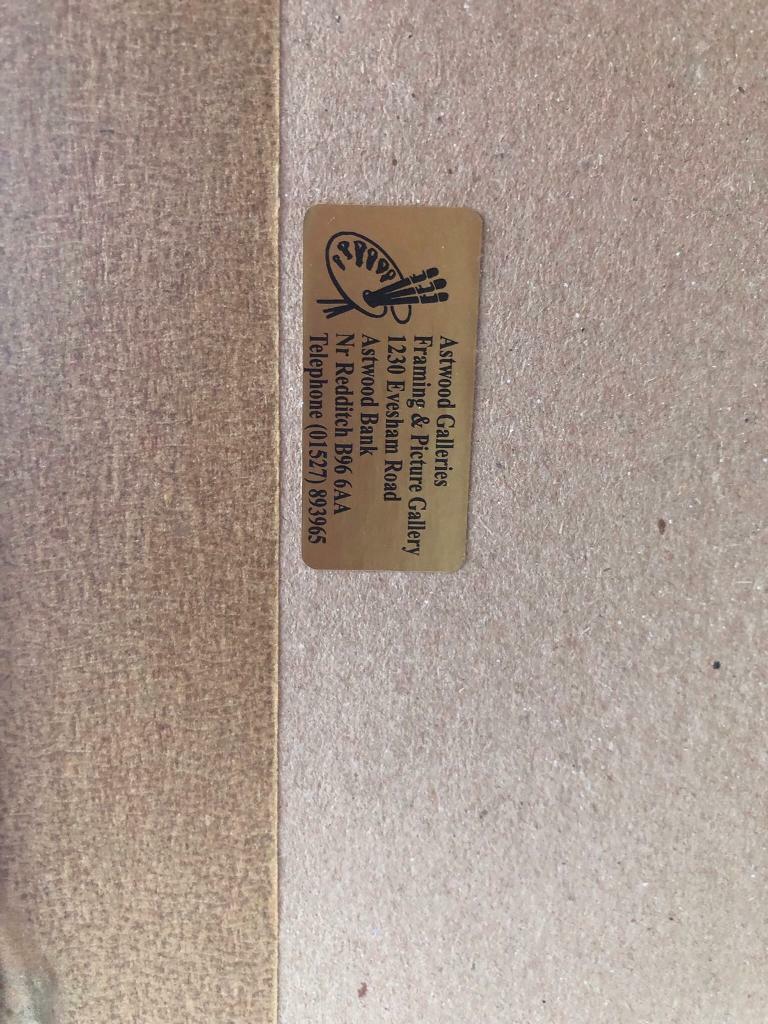 Astwood Galleries
Framing & Picture Gallery
1230 Evesham Road
Astwood Bank
Nr Redditch B96 6AA
Telephone (01527) 893965